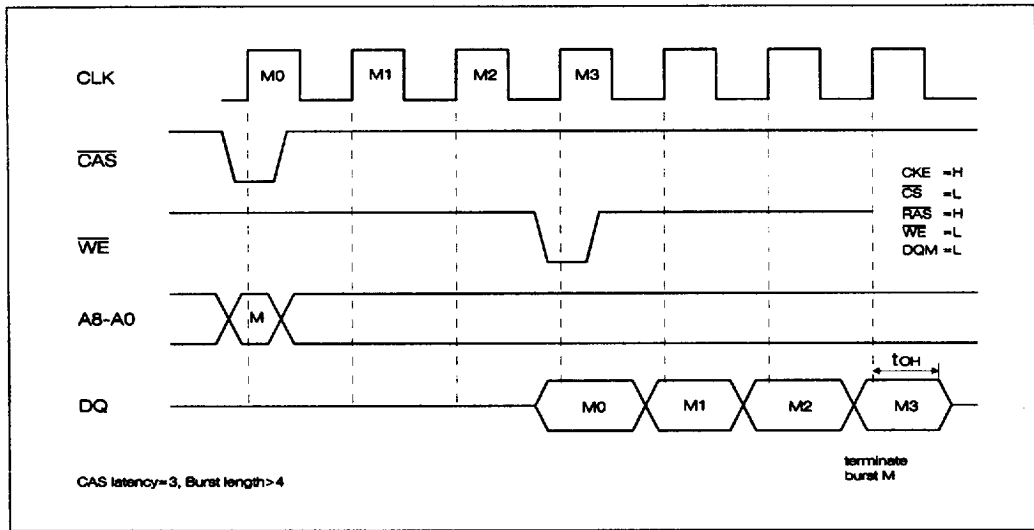 CLK M0 M1 M2 M3
CAS
CKE =H
CS =L
RAS =H
WE =L
DQM =L
WE
A8~A0 M
tOH
DQ M0 M1 M2 M3
terminate
burst M
CAS latency=3, Burst length>4